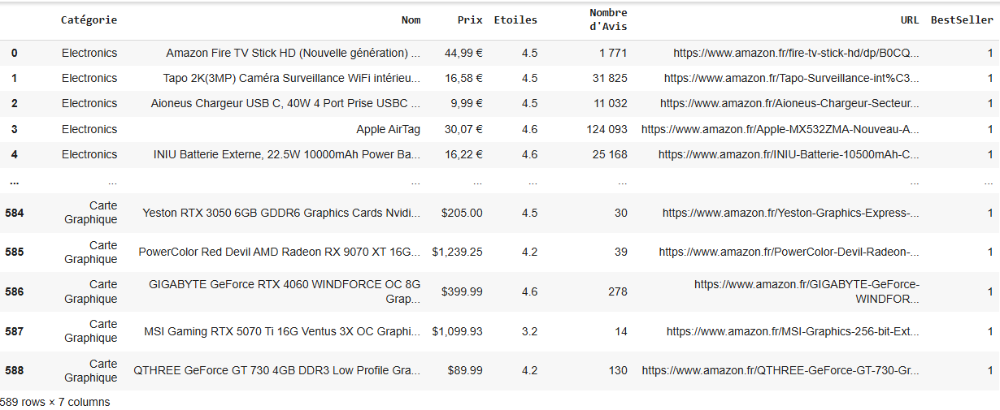 Catégorie Nom Prix Etoiles Nombre d'Avis URL BestSeller
0 Electronics Amazon Fire TV Stick HD (Nouvelle génération) ... 44,99 € 4.5 1 771 https://www.amazon.fr/fire-tv-stick-hd/dp/B0CQ... 1
1 Electronics Tapo 2K(3MP) Caméra Surveillance WiFi intérieu... 16,58 € 4.5 31 825 https://www.amazon.fr/Tapo-Surveillance-int%C3... 1
2 Electronics Aioneus Chargeur USB C, 40W 4 Port Prise USBC ... 9,99 € 4.5 11 032 https://www.amazon.fr/Aioneus-Chargeur-Secteur... 1
3 Electronics Apple AirTag 30,07 € 4.6 124 093 https://www.amazon.fr/Apple-MX532ZMA-Nouveau-A... 1
4 Electronics INIU Batterie Externe, 22.5W 10000mAh Power Ba... 16,22 € 4.6 25 168 https://www.amazon.fr/INIU-Batterie-10500mAh-C... 1
... ... ... ... ... ... ... ...
584 Carte Graphique Yeston RTX 3050 6GB GDDR6 Graphics Cards Nvidi... $205.00 4.5 30 https://www.amazon.fr/Yeston-Graphics-Express-... 1
585 Carte Graphique PowerColor Red Devil AMD Radeon RX 9070 XT 16G... $1,239.25 4.2 39 https://www.amazon.fr/PowerColor-Devil-Radeon-... 1
586 Carte Graphique GIGABYTE GeForce RTX 4060 WINDFORCE OC 8G Grap... $399.99 4.6 278 https://www.amazon.fr/GIGABYTE-GeForce-WINDFOR... 1
587 Carte Graphique MSI Gaming RTX 5070 Ti 16G Ventus 3X OC Graphi... $1,099.93 3.2 14 https://www.amazon.fr/MSI-Graphics-256-bit-Ext... 1
588 Carte Graphique QTHREE GeForce GT 730 4GB DDR3 Low Profile Gra... $89.99 4.2 130 https://www.amazon.fr/QTHREE-GeForce-GT-730-Gr... 1
589 rows × 7 columns